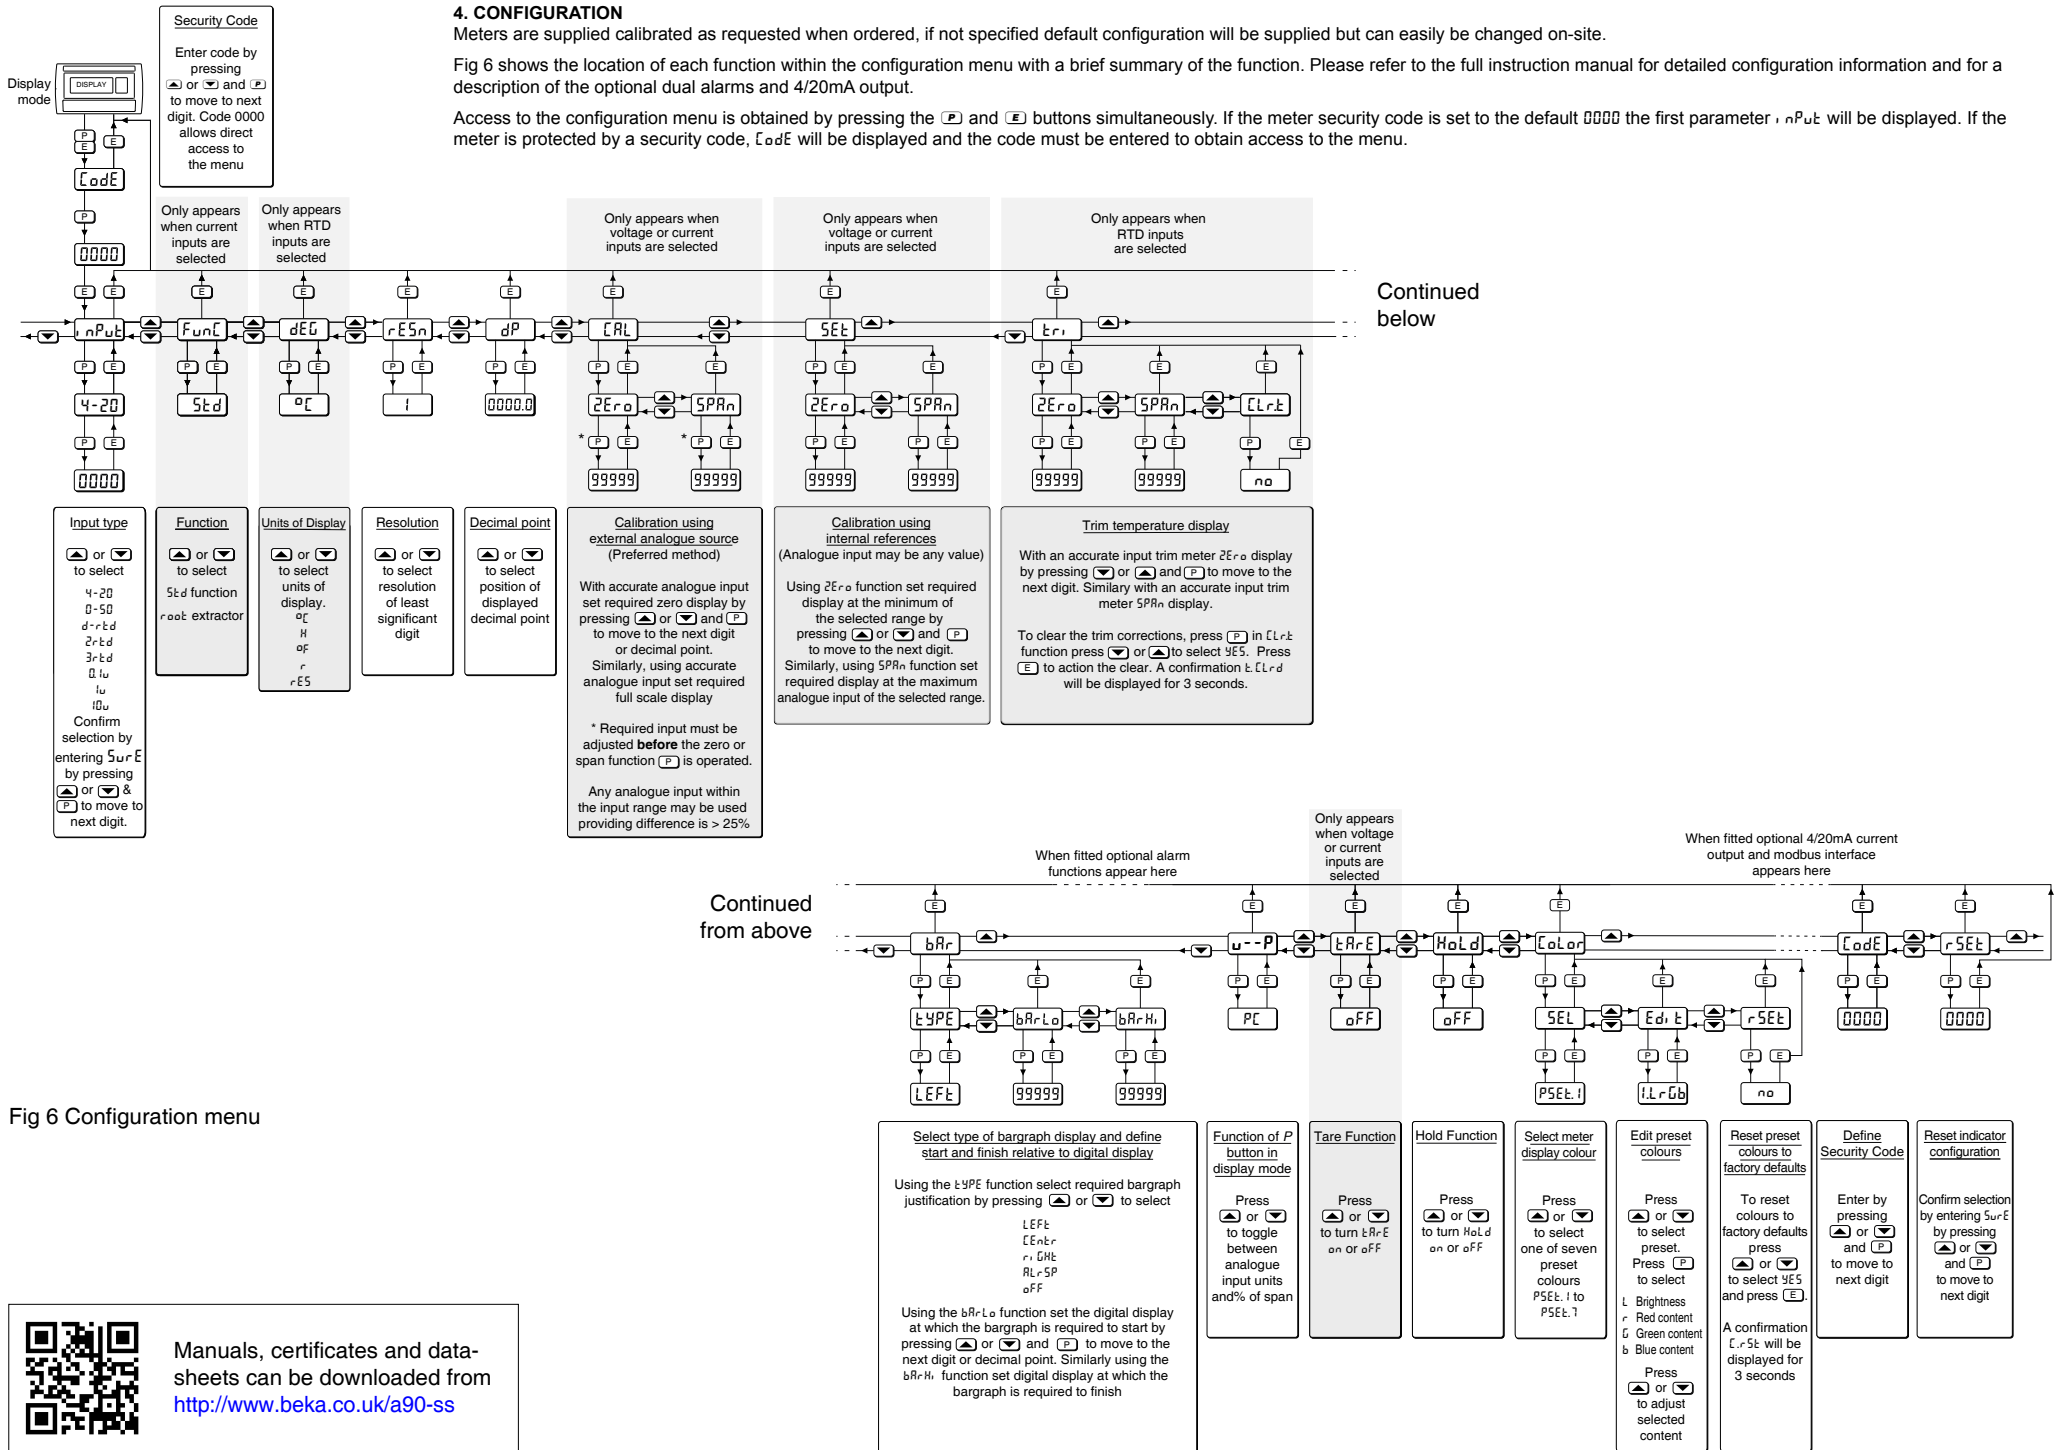 4. CONFIGURATION
Meters are supplied calibrated as requested when ordered, if not specified default configuration will be supplied but can easily be changed on-site.
Fig 6 shows the location of each function within the configuration menu with a brief summary of the function. Please refer to the full instruction manual for detailed configuration information and for a
description of the optional dual alarms and 4/20mA output.
Access to the configuration menu is obtained by pressing the P and E buttons simultaneously. If the meter security code is set to the default 0000 the first parameter inPut will be displayed. If the
meter is protected by a security code, CodE will be displayed and the code must be entered to obtain access to the menu.
Security Code
Enter code by
pressing
▲ or ▼ and P
to move to next
digit. Code 0000
allows direct
access to
the menu
Display
mode
DISPLAY
P
E
E
CodE
P
0000
Only appears
when current
inputs are
selected
Only appears
when RTD
inputs are
selected
Only appears when
voltage or current
inputs are selected
Only appears when
voltage or current
inputs are selected
Only appears when
RTD inputs
are selected
P E E E E E E E E
Continued
below
inPut FunC dEG rESn dP CAL SEt tri
P E P E P E P E P E P E E P E E P E E E
4-20 Std °C 1 0000.0 2Ero SPAn 2Ero SPAn 2Ero SPAn CLr.t
P E * P E * P E P E P E P E P E P E
0000 99999 99999 99999 99999 99999 99999 no
Input type
▲ or ▼
to select
4-20
0-50
d-rtd
2rtd
3rtd
0.1v
1v
10v
Confirm
selection by
entering SurE
by pressing
▲ or ▼ &
P to move to
next digit.
Function
▲ or ▼
to select
Std function
root extractor
Units of Display
▲ or ▼
to select
units of
display.
°C
K
°F
r
rES
Resolution
▲ or ▼
to select
resolution
of least
significant
digit
Decimal point
▲ or ▼
to select
position of
displayed
decimal point
Calibration using
external analogue source
(Preferred method)
With accurate analogue input
set required zero display by
pressing ▲ or ▼ and P
to move to the next digit
or decimal point.
Similarly, using accurate
analogue input set required
full scale display
* Required input must be
adjusted before the zero or
span function P is operated.
Any analogue input within
the input range may be used
providing difference is > 25%
Calibration using
internal references
(Analogue input may be any value)
Using 2Ero function set required
display at the minimum of
the selected range by
pressing ▲ or ▼ and P
to move to the next digit.
Similarly, using SPAn function set
required display at the maximum
analogue input of the selected range.
Trim temperature display
With an accurate input trim meter 2Ero display
by pressing ▼ or ▲ and P to move to the
next digit. Similary with an accurate input trim
meter SPAn display.
To clear the trim corrections, press P in CLr.t
function press ▼ or ▲ to select YES. Press
E to action the clear. A confirmation t.CLrd
will be displayed for 3 seconds.
Continued
from above
When fitted optional alarm
functions appear here
Only appears
when voltage
or current
inputs are
selected
When fitted optional 4/20mA current
output and modbus interface
appears here
E E E E E E E
bAr u--P tArE HoLd CoLor CodE rSEt
P E E E P E P E P E P E E E P E P E
tYPE bArLo bArHi PC oFF oFF SEL Edit rSEt 0000 0000
P E P E P E P E P E P E
LEFt 99999 99999 PSEt.1 1.LrGb no
Select type of bargraph display and define
start and finish relative to digital display
Using the tYPE function select required bargraph
justification by pressing ▲ or ▼ to select
LEFt
CEntr
riGHt
ALrSP
oFF
Using the bArLo function set the digital display
at which the bargraph is required to start by
pressing ▲ or ▼ and P to move to the
next digit or decimal point. Similarly using the
bArHi function set digital display at which the
bargraph is required to finish
Function of P
button in
display mode
Press
▲ or ▼
to toggle
between
analogue
input units
and% of span
Tare Function
Press
▲ or ▼
to turn tArE
on or oFF
Hold Function
Press
▲ or ▼
to turn HoLd
on or oFF
Select meter
display colour
Press
▲ or ▼
to select
one of seven
preset
colours
PSEt.1 to
PSEt.7
Edit preset
colours
Press
▲ or ▼
to select
preset.
Press P
to select
L Brightness
r Red content
G Green content
b Blue content
Press
▲ or ▼
to adjust
selected
content
Reset preset
colours to
factory defaults
To reset
colours to
factory defaults
press
▲ or ▼
to select YES
and press E.
A confirmation
C.rSt will be
displayed for
3 seconds
Define
Security Code
Enter by
pressing
▲ or ▼
and P
to move to
next digit
Reset indicator
configuration
Confirm selection
by entering SurE
by pressing
▲ or ▼
and P
to move to
next digit
Fig 6 Configuration menu
Manuals, certificates and data-
sheets can be downloaded from
http://www.beka.co.uk/a90-ss